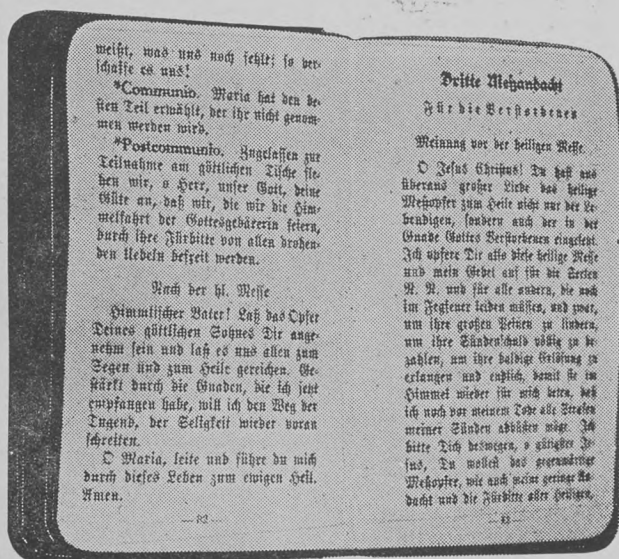 weißt, was uns noch fehlt; so ver-
schaffe es uns!
*Communio. Maria hat den be-
sten Teil erwählt, der ihr nicht genom-
men werden wird.
*Postcommunio. Zugelassen zur
Teilnahme am göttlichen Tische fle-
hen wir, o Herr, unser Gott, deine
Güte an, daß wir, die wir die Him-
melfahrt der Gottesgebärerin feiern,
durch ihre Fürbitte von allen drohen-
den Uebeln befreit werden.
Nach der hl. Messe
Himmlischer Vater! Laß das Opfer
Deines göttlichen Sohnes Dir ange-
nehm sein und laß es uns allen zum
Segen und zum Heile gereichen. Ge-
stärkt durch die Gnaden, die ich jetzt
empfangen habe, will ich den Weg der
Tugend, der Seligkeit wieder voran
schreiten.
O Maria, leite und führe du mich
durch dieses Leben zum ewigen Heil.
Amen.
— 82 —
Dritte Meßandacht
Für die Verstorbenen
Meinung vor der heiligen Messe.
O Jesus Christus! Du hast aus
überaus großer Liebe das heilige
Meßopfer zum Heile nicht nur der Le-
bendigen, sondern auch der in der
Gnade Gottes Verstorbenen eingesetzt.
Ich opfere Dir also diese heilige Messe
und mein Gebet auf für die Seelen
N. N. und für alle andern, die noch
im Fegfeuer leiden müssen, und zwar,
um ihre großen Peinen zu lindern,
um ihre Sündenschuld völlig zu be-
zahlen, um ihre baldige Erlösung zu
erlangen und endlich, damit sie im
Himmel wieder für mich beten, daß
ich noch vor meinem Tode alle Strafen
meiner Sünden abbüßen möge. Ich
bitte Dich deswegen, o gütigster Je-
sus, Du wollest das gegenwärtige
Meßopfer, wie auch meine geringe An-
dacht und die Fürbitte aller Heiligen,